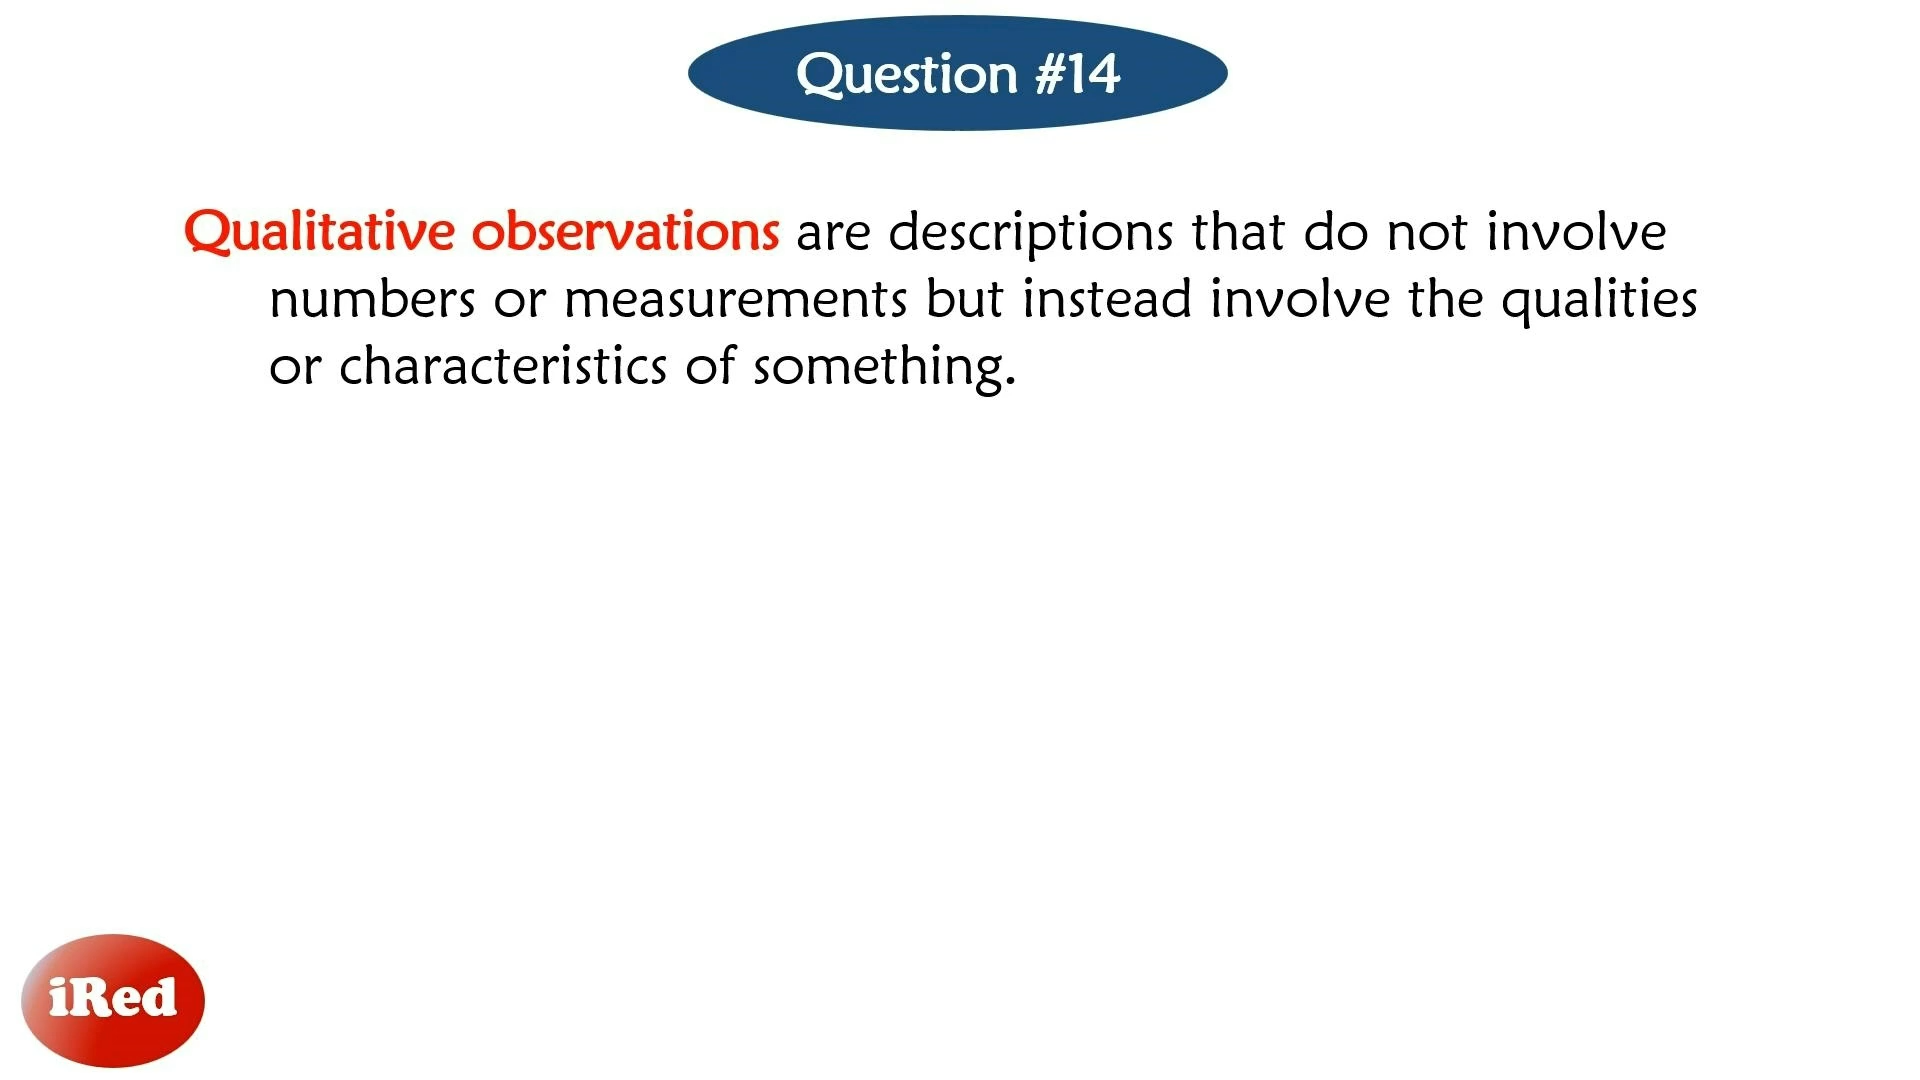 Question #14
Qualitative observations are descriptions that do not involve
numbers or measurements but instead involve the qualities
or characteristics of something.
iRed